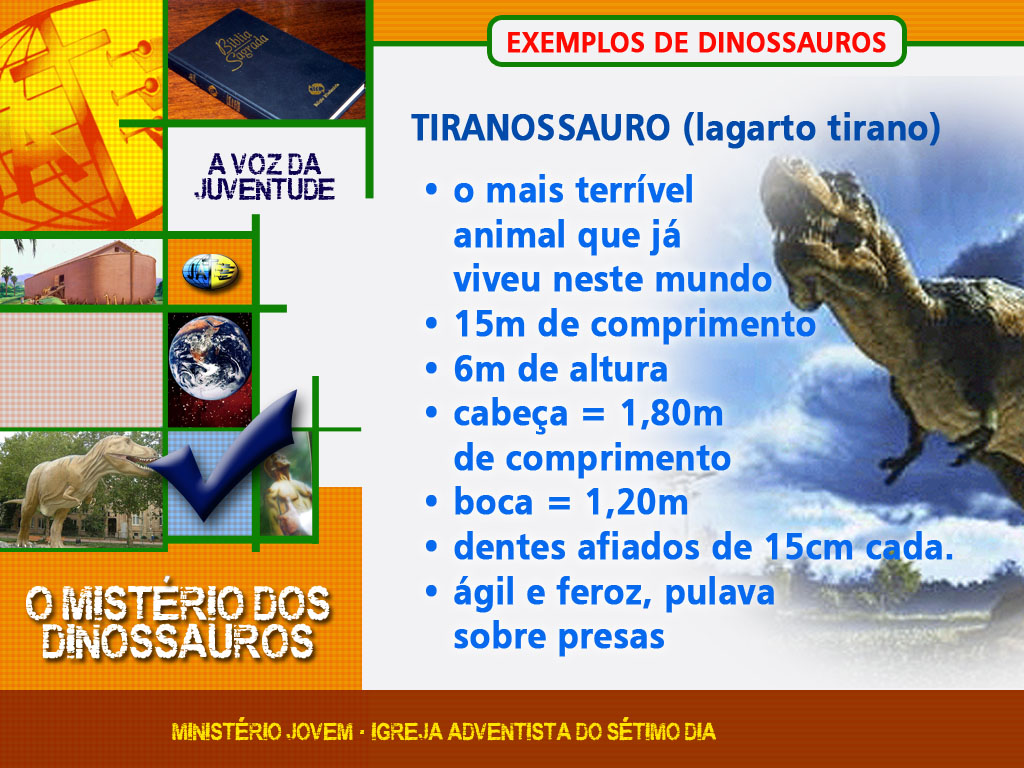 Bíblia
Sagrada
EXEMPLOS DE DINOSSAUROS
A VOZ DA
JUVENTUDE
TIRANOSSAURO (lagarto tirano)
• o mais terrível
animal que já
viveu neste mundo
• 15m de comprimento
• 6m de altura
• cabeça = 1,80m
de comprimento
• boca = 1,20m
• dentes afiados de 15cm cada.
• ágil e feroz, pulava
sobre presas
O MISTÉRIO DOS
DINOSSAUROS
MINISTÉRIO JOVEM - IGREJA ADVENTISTA DO SÉTIMO DIA